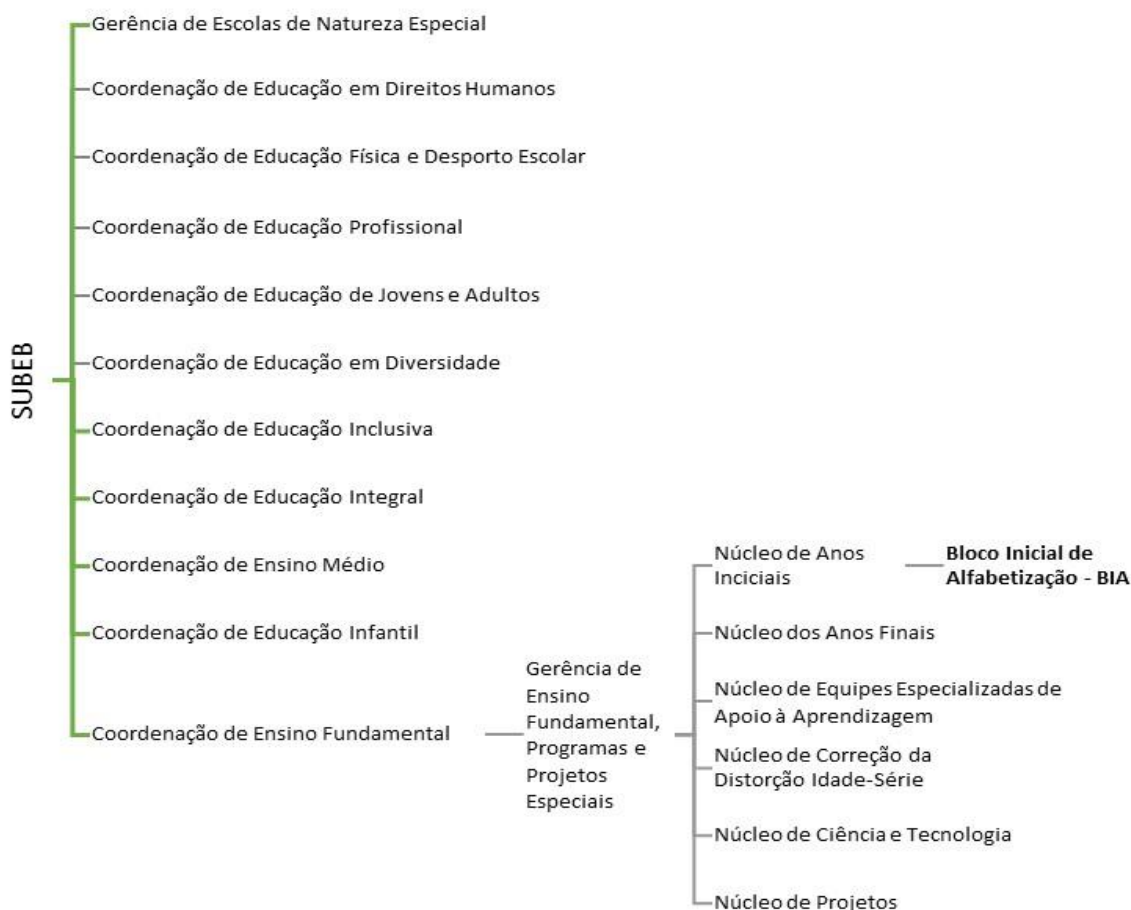 SUBEB
Gerência de Escolas de Natureza Especial
Coordenação de Educação em Direitos Humanos
Coordenação de Educação Física e Desporto Escolar
Coordenação de Educação Profissional
Coordenação de Educação de Jovens e Adultos
Coordenação de Educação em Diversidade
Coordenação de Educação Inclusiva
Coordenação de Educação Integral
Coordenação de Ensino Médio
Coordenação de Educação Infantil
Coordenação de Ensino Fundamental
Gerência de
Ensino
Fundamental,
Programas e
Projetos
Especiais
Núcleo de Anos
Inciciais
Bloco Inicial de
Alfabetização - BIA
Núcleo dos Anos Finais
Núcleo de Equipes Especializadas de
Apoio à Aprendizagem
Núcleo de Correção da
Distorção Idade-Série
Núcleo de Ciência e Tecnologia
Núcleo de Projetos